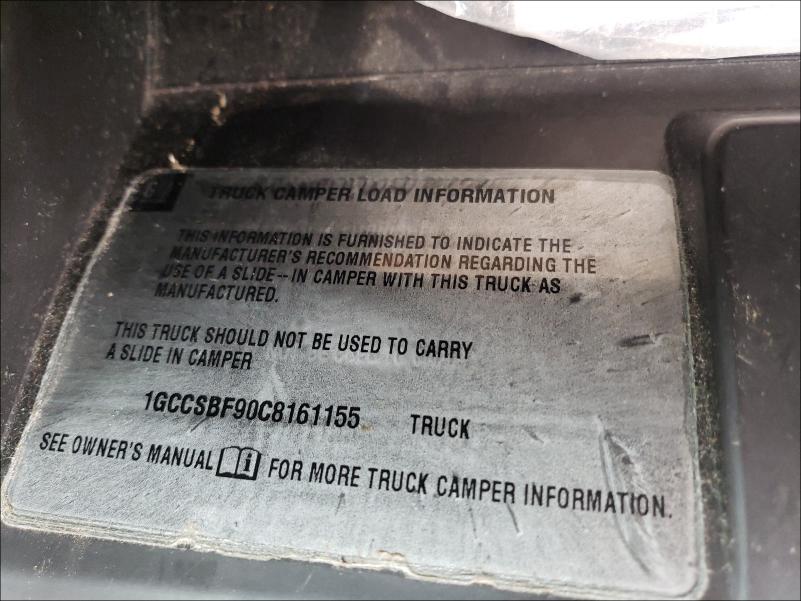 TRUCK CAMPER LOAD INFORMATION
THIS INFORMATION IS FURNISHED TO INDICATE THE
MANUFACTURER'S RECOMMENDATION REGARDING THE
USE OF A SLIDE--IN CAMPER WITH THIS TRUCK AS
MANUFACTURED.
THIS TRUCK SHOULD NOT BE USED TO CARRY
A SLIDE IN CAMPER
1GCCSBF90C8161155 TRUCK
SEE OWNER'S MANUAL FOR MORE TRUCK CAMPER INFORMATION.